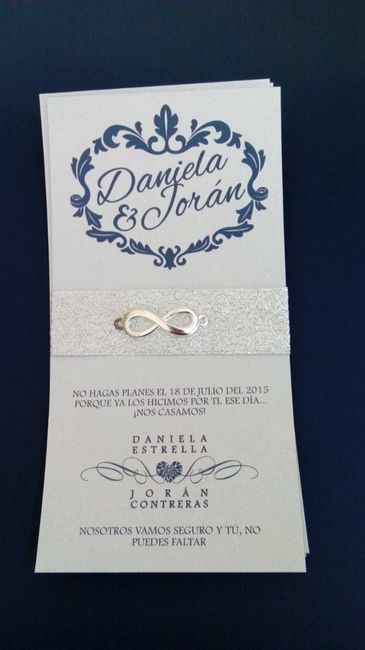 Daniela
& Jorán
NO HAGAS PLANES EL 18 DE JULIO DEL 2015
PORQUE YA LOS HICIMOS POR TI. ESE DÍA...
¡NOS CASAMOS!
DANIELA
ESTRELLA
JORÁN
CONTRERAS
NOSOTROS VAMOS SEGURO Y TÚ, NO
PUEDES FALTAR